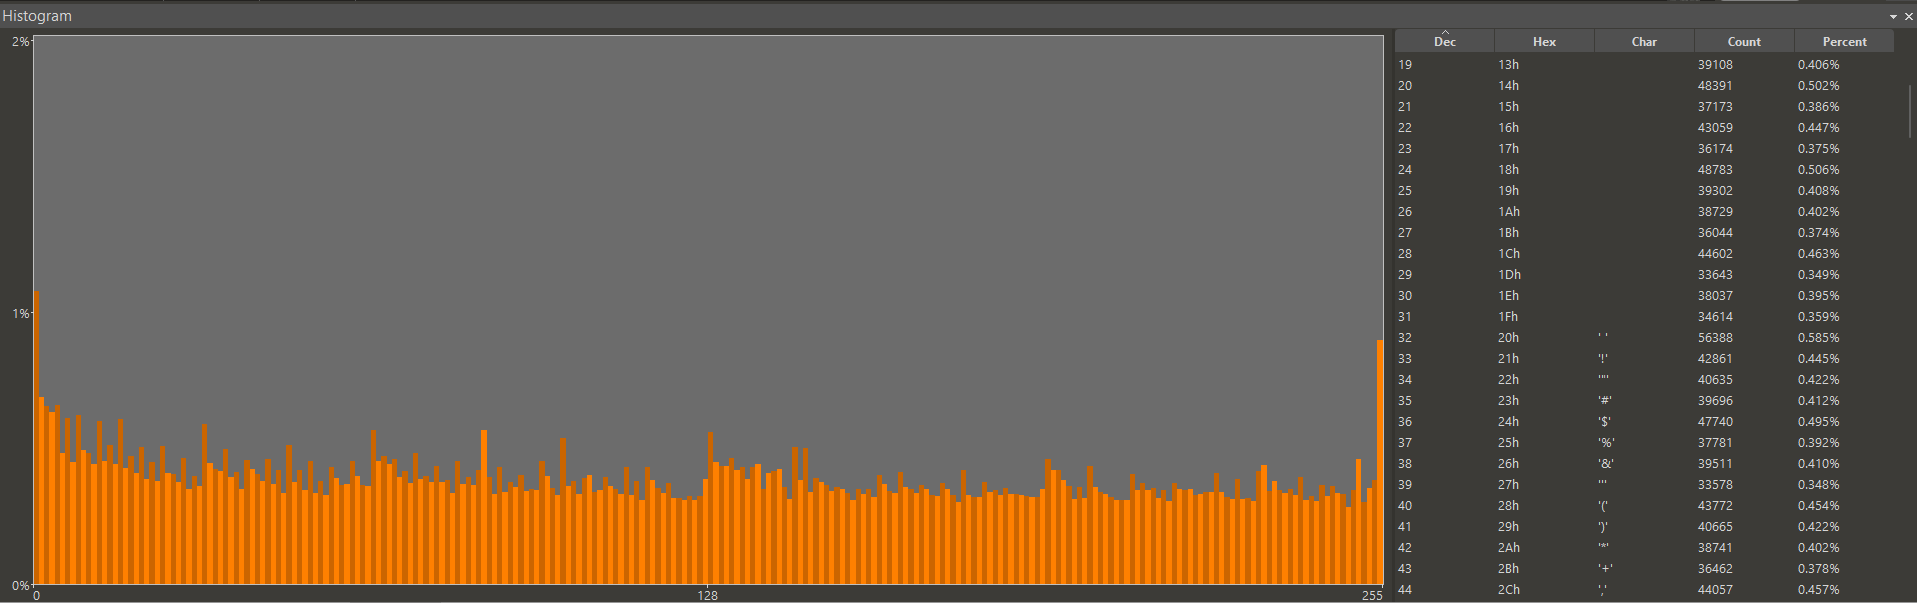 Histogram
2%
1%
0%
0 128 255
Dec Hex Char Count Percent
19 13h 39108 0.406%
20 14h 48391 0.502%
21 15h 37173 0.386%
22 16h 43059 0.447%
23 17h 36174 0.375%
24 18h 48783 0.506%
25 19h 39302 0.408%
26 1Ah 38729 0.402%
27 1Bh 36044 0.374%
28 1Ch 44602 0.463%
29 1Dh 33643 0.349%
30 1Eh 38037 0.395%
31 1Fh 34614 0.359%
32 20h ' ' 56388 0.585%
33 21h '!' 42861 0.445%
34 22h '"' 40635 0.422%
35 23h '#' 39696 0.412%
36 24h '$' 47740 0.495%
37 25h '%' 37781 0.392%
38 26h '&' 39511 0.410%
39 27h ''' 33578 0.348%
40 28h '(' 43772 0.454%
41 29h ')' 40665 0.422%
42 2Ah '*' 38741 0.402%
43 2Bh '+' 36462 0.378%
44 2Ch ',' 44057 0.457%